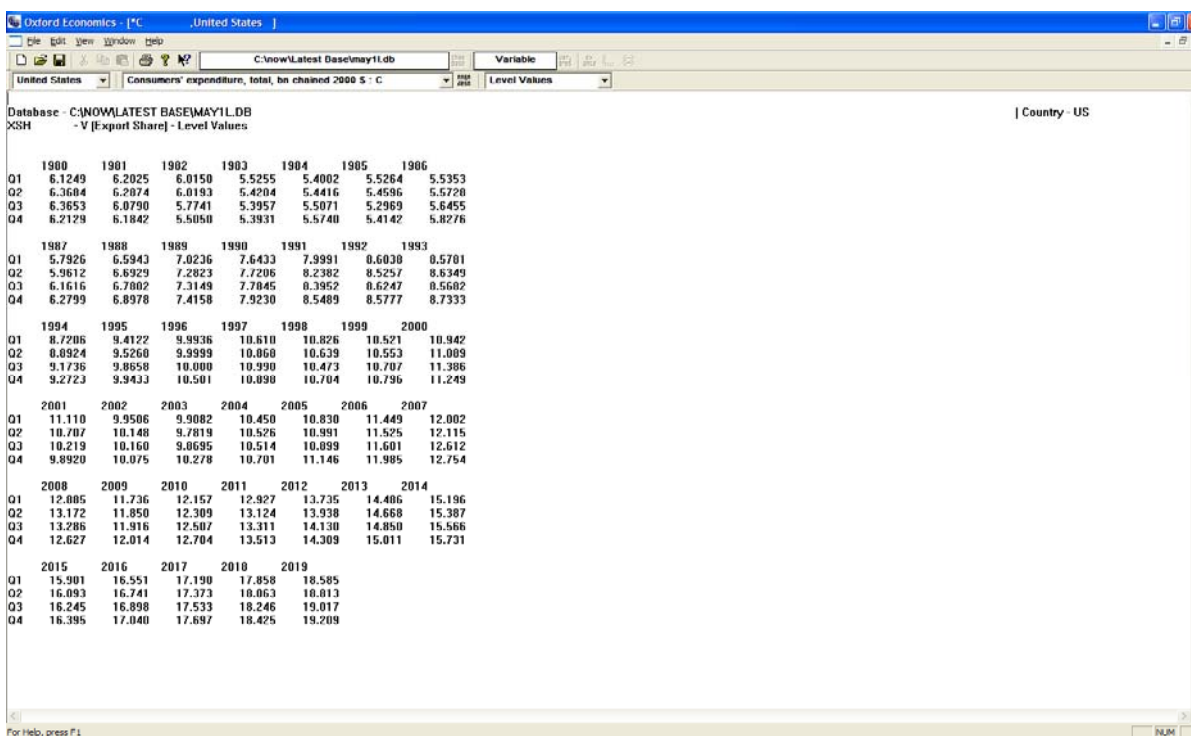 Oxford Economics - [*C ,United States ]
File Edit View Window Help
C:\now\Latest Base\may1l.db Variable
United States Consumers' expenditure, total, bn chained 2000 $ : C Level Values
Database - C:\NOW\LATEST BASE\MAY1L.DB | Country - US
XSH - V [Export Share] - Level Values
1980 1981 1982 1983 1984 1985 1986
Q1 6.1249 6.2025 6.0150 5.5255 5.4002 5.5264 5.5353
Q2 6.3684 6.2874 6.0193 5.4204 5.4416 5.4596 5.5728
Q3 6.3653 6.0790 5.7741 5.3957 5.5071 5.2969 5.6455
Q4 6.2129 6.1842 5.5050 5.3931 5.5740 5.4142 5.8276
1987 1988 1989 1990 1991 1992 1993
Q1 5.7926 6.5943 7.0236 7.6433 7.9991 8.6038 8.5781
Q2 5.9612 6.6929 7.2823 7.7206 8.2382 8.5257 8.6349
Q3 6.1616 6.7802 7.3149 7.7845 8.3952 8.6247 8.5682
Q4 6.2799 6.8978 7.4158 7.9230 8.5489 8.5777 8.7333
1994 1995 1996 1997 1998 1999 2000
Q1 8.7206 9.4122 9.9936 10.610 10.826 10.521 10.942
Q2 8.8924 9.5260 9.9999 10.860 10.639 10.553 11.089
Q3 9.1736 9.8658 10.000 10.990 10.473 10.707 11.386
Q4 9.2723 9.9433 10.501 10.890 10.704 10.796 11.249
2001 2002 2003 2004 2005 2006 2007
Q1 11.110 9.9506 9.9082 10.450 10.830 11.449 12.002
Q2 10.707 10.148 9.7819 10.526 10.991 11.525 12.115
Q3 10.219 10.160 9.8695 10.514 10.899 11.601 12.612
Q4 9.8920 10.075 10.278 10.701 11.146 11.985 12.754
2008 2009 2010 2011 2012 2013 2014
Q1 12.885 11.736 12.157 12.927 13.735 14.486 15.196
Q2 13.172 11.850 12.309 13.124 13.938 14.668 15.387
Q3 13.286 11.916 12.507 13.311 14.130 14.850 15.566
Q4 12.627 12.014 12.704 13.513 14.309 15.011 15.731
2015 2016 2017 2018 2019
Q1 15.901 16.551 17.190 17.858 18.585
Q2 16.093 16.741 17.373 18.063 18.813
Q3 16.245 16.898 17.533 18.246 19.017
Q4 16.395 17.040 17.697 18.425 19.209
For Help, press F1 NUM